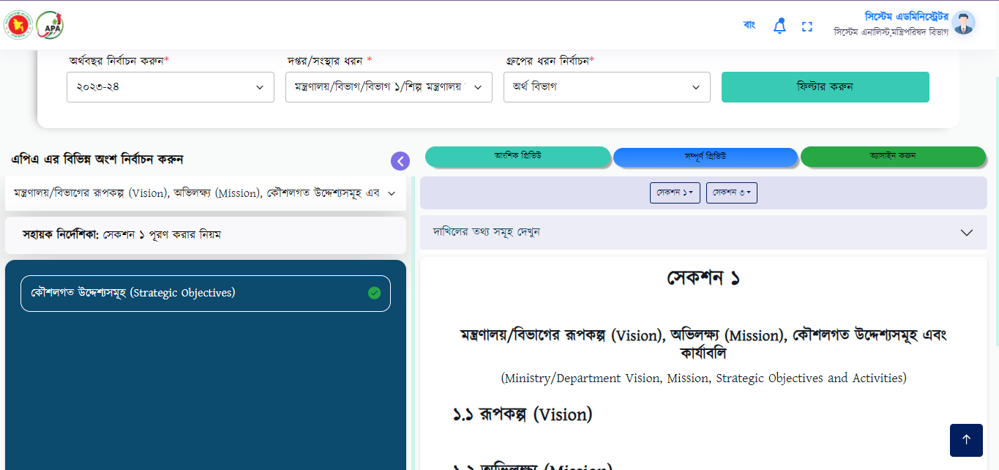 APA
বাং
সিস্টেম এডমিনিস্ট্রেটর
সিস্টেম এনালিস্ট,মন্ত্রিপরিষদ বিভাগ
অর্থবছর নির্বাচন করুন*
দপ্তর/সংস্থার ধরন *
গ্রুপের ধরন নির্বাচন*
২০২৩-২৪
মন্ত্রণালয়/বিভাগ/বিভাগ ১/শিল্প মন্ত্রণালয়
অর্থ বিভাগ
ফিল্টার করুন
এপিএ এর বিভিন্ন অংশ নির্বাচন করুন
আংশিক প্রিভিউ
সম্পূর্ণ প্রিভিউ
অ্যাসাইন করুন
মন্ত্রণালয়/বিভাগের রূপকল্প (Vision), অভিলক্ষ্য (Mission), কৌশলগত উদ্দেশ্যসমূহ এব
সেকশন ১
সেকশন ৩
সহায়ক নির্দেশিকা: সেকশন ১ পূরণ করার নিয়ম
দাখিলের তথ্য সমূহ দেখুন
কৌশলগত উদ্দেশ্যসমূহ (Strategic Objectives)
সেকশন ১
মন্ত্রণালয়/বিভাগের রূপকল্প (Vision), অভিলক্ষ্য (Mission), কৌশলগত উদ্দেশ্যসমূহ এবং
কার্যাবলি
(Ministry/Department Vision, Mission, Strategic Objectives and Activities)
১.১ রূপকল্প (Vision)
১.২ অভিলক্ষ্য (Mission)